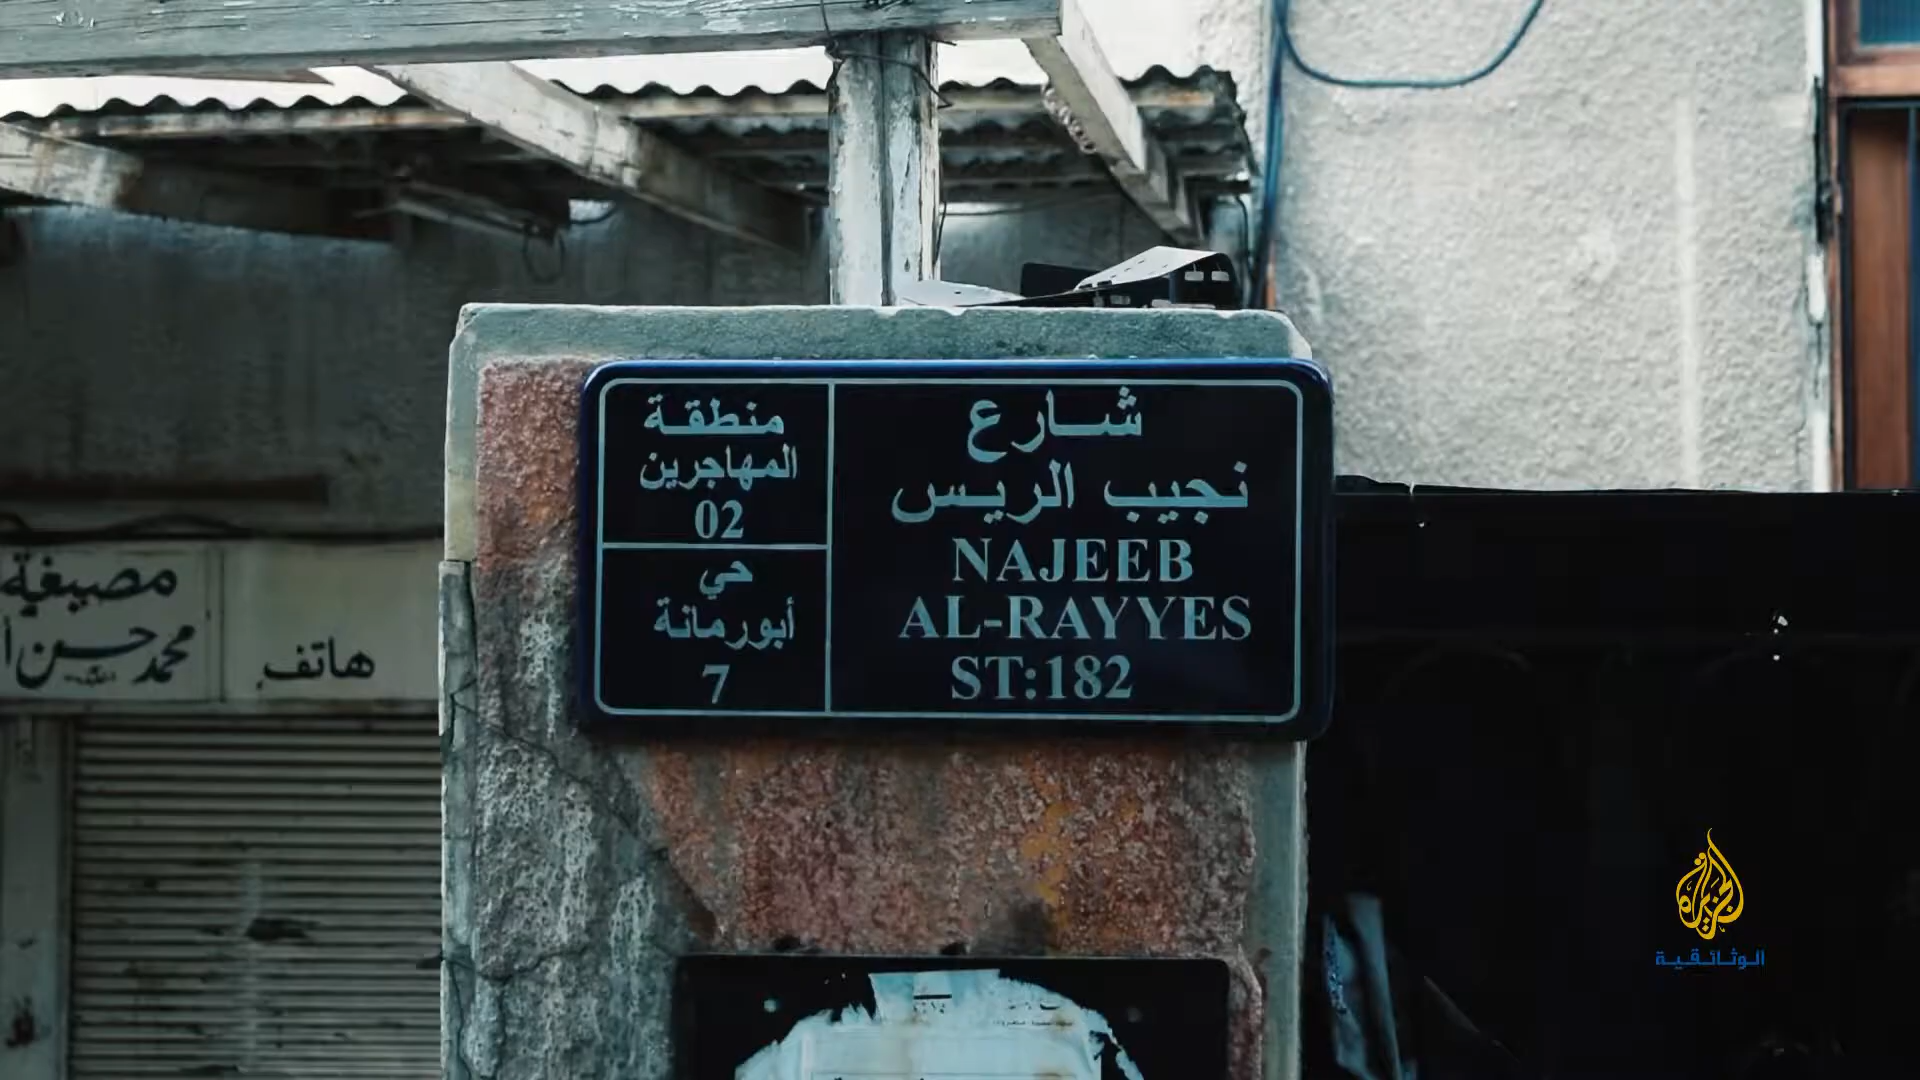 شارع
نجيب الريس
NAJEEB
AL-RAYYES
ST:182
منطقة
المهاجرين
02
حي
أبورمانة
7
مصبغة
محمد حسن
هاتف
الجزيرة
الوثائقية